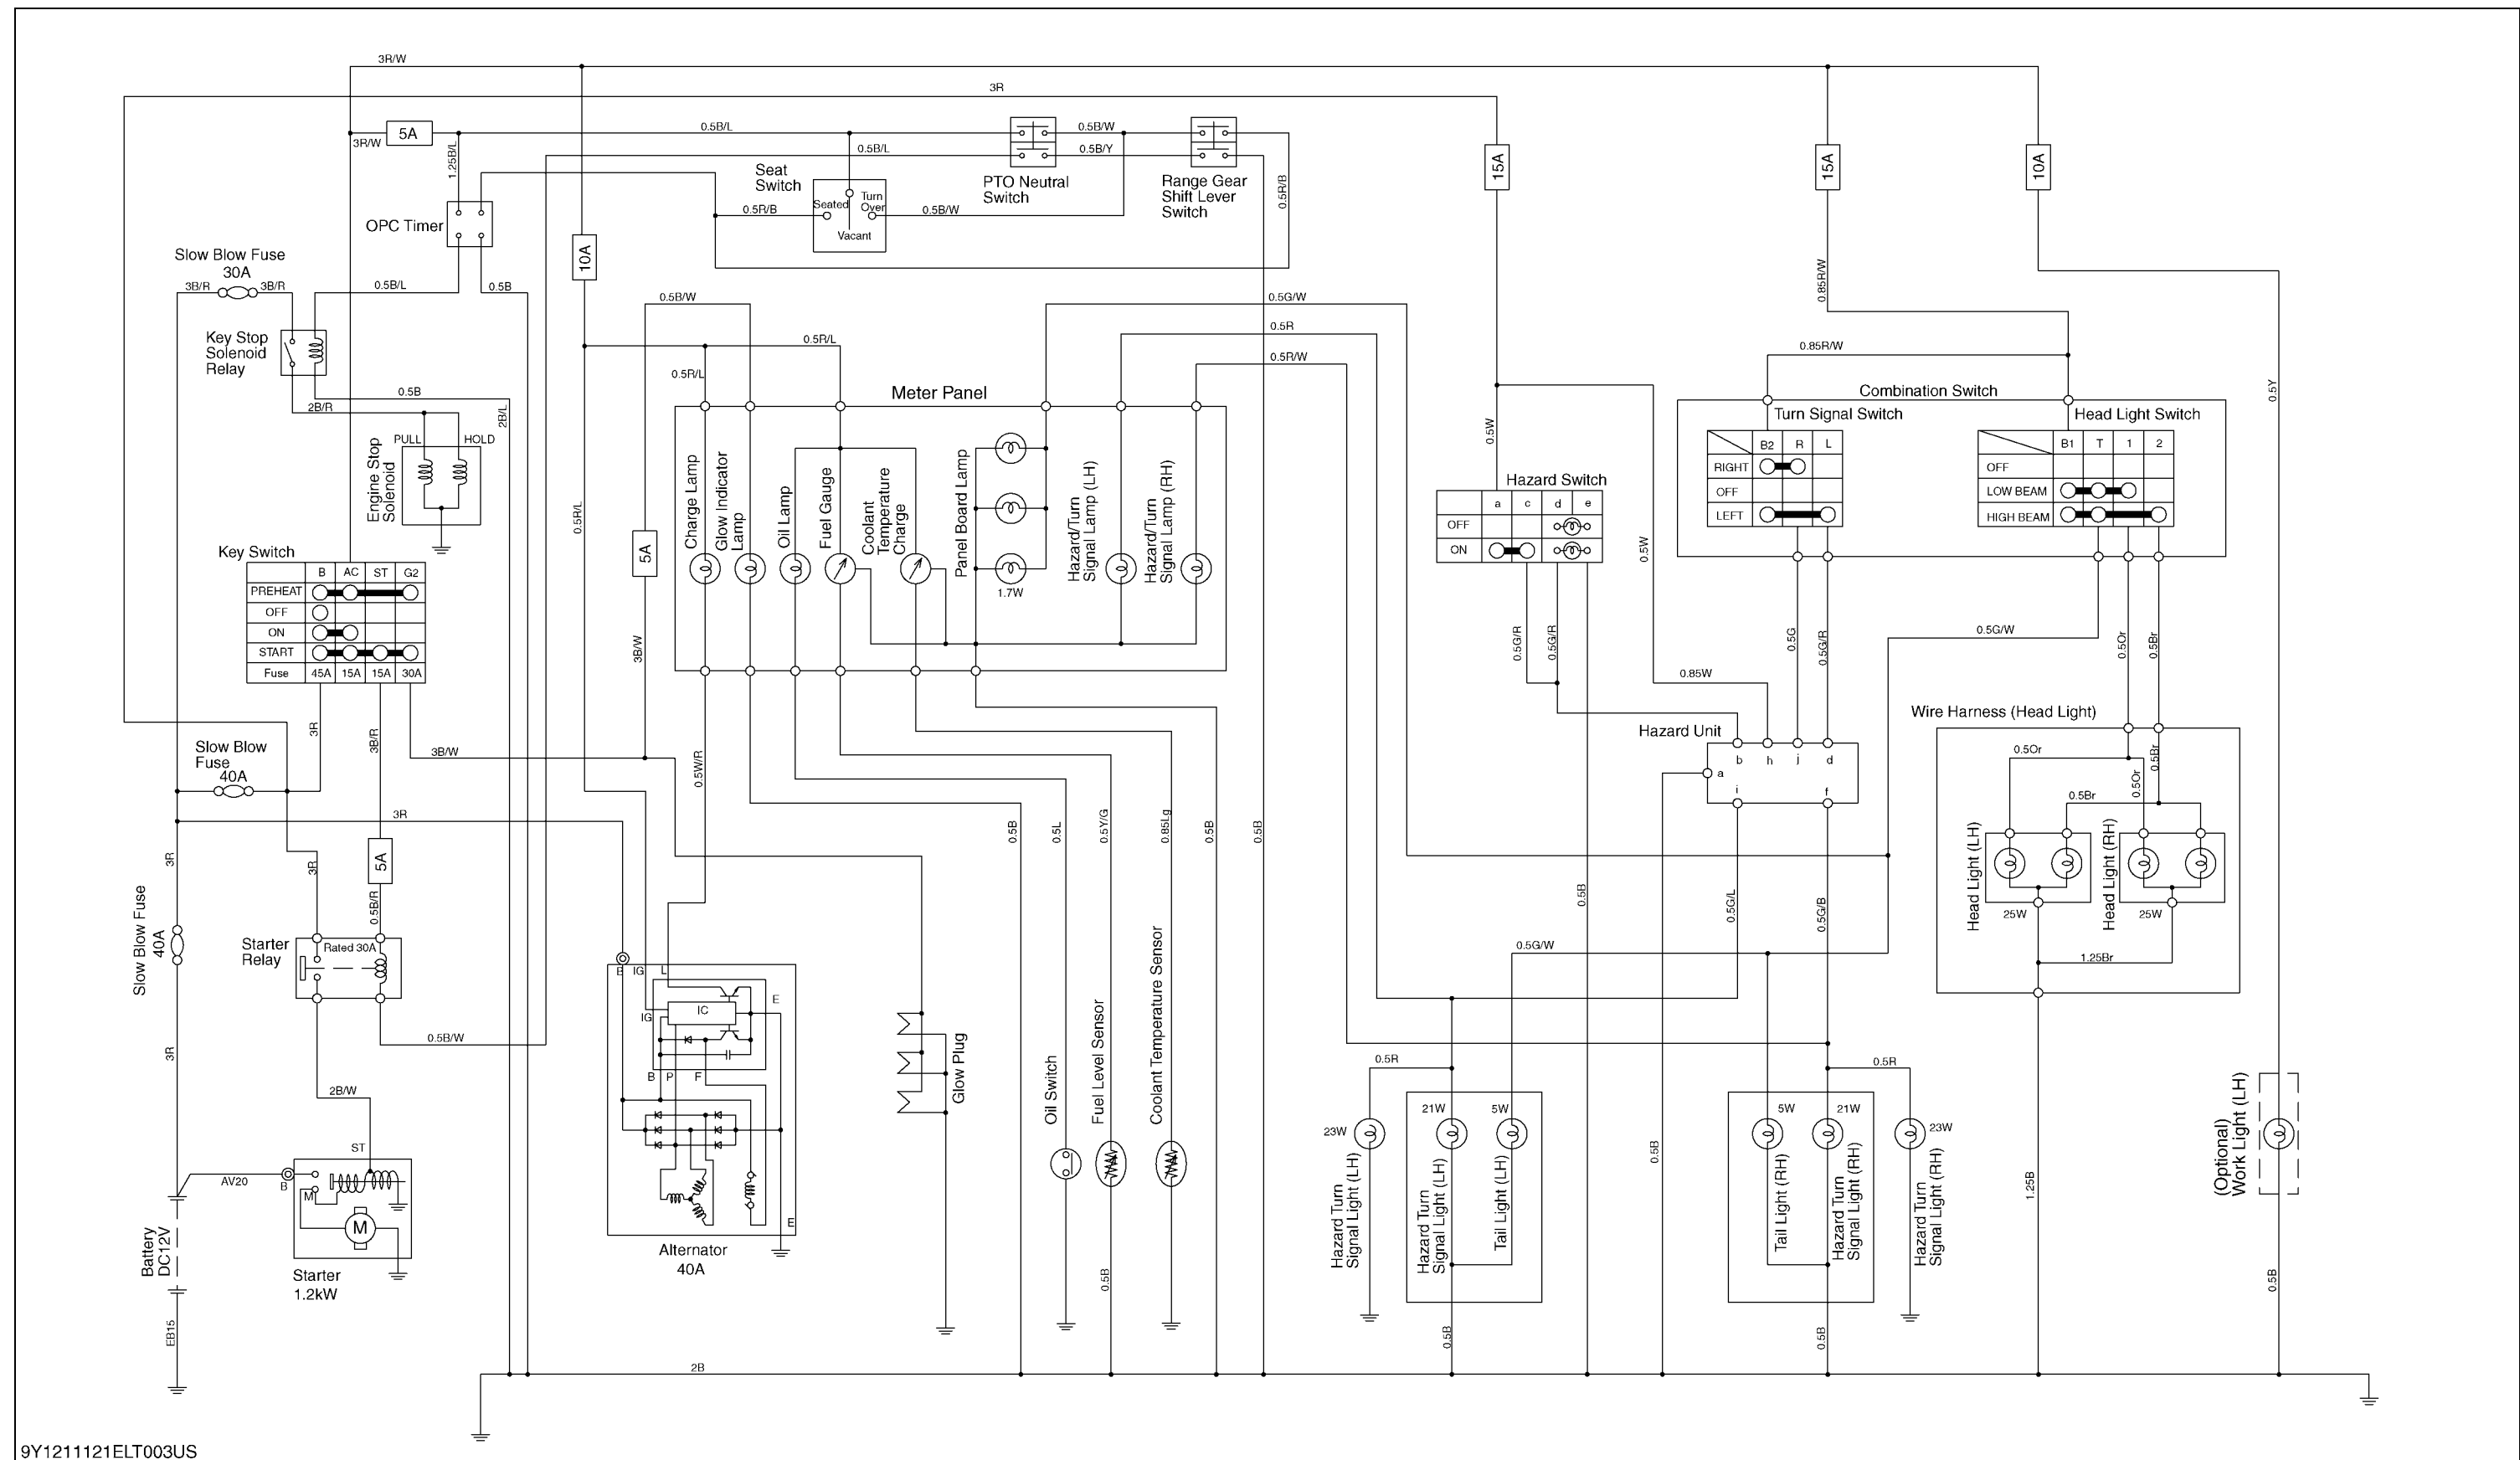 3R/W
3R
5A
3R/W
1.25B/L
0.5B/L
0.5B/L
0.5B/W
0.5B/Y
PTO Neutral
Switch
Range Gear
Shift Lever
Switch
0.5R/B
Seat
Switch
Seated
Turn
Over
Vacant
0.5R/B
0.5B/W
OPC Timer
10A
15A
15A
10A
Slow Blow Fuse
30A
3B/R
3B/R
0.5B/L
0.5B
Key Stop
Solenoid
Relay
0.5B
2B/R
2B/L
PULL
HOLD
Engine Stop
Solenoid
0.5B/W
0.5R/L
0.5R/L
0.5R/L
5A
3B/W
0.5G/W
0.5R
0.5R/W
Meter Panel
Charge Lamp
Glow Indicator
Lamp
Oil Lamp
Fuel Gauge
Coolant
Temperature
Charge
Panel Board Lamp
1.7W
Hazard/Turn
Signal Lamp (LH)
Hazard/Turn
Signal Lamp (RH)
0.5W
0.5W
0.85W
Hazard Switch
a c d e
OFF
ON
0.5G/R
0.5G/R
0.85R/W
0.85R/W
Combination Switch
Turn Signal Switch
B2 R L
RIGHT
OFF
LEFT
Head Light Switch
B1 T 1 2
OFF
LOW BEAM
HIGH BEAM
0.5Y
0.5G
0.5G/R
0.5G/W
0.5Or
0.5Br
Key Switch
B AC ST G2
PREHEAT
OFF
ON
START
Fuse 45A 15A 15A 30A
3R
3B/R
3B/W
Slow Blow
Fuse
40A
3R
3R
3R
5A
0.5B/R
Slow Blow Fuse
40A
Starter
Relay
Rated 30A
0.5B/W
3R
2B/W
ST
AV20
B
M
M
Starter
1.2kW
Battery
DC12V
EB15
0.5W/R
B IG L
E
IG
IC
B P F
E
Alternator
40A
Glow Plug
0.5B
0.5L
0.5Y/G
0.85Lg
0.5B
0.5B
Oil Switch
Fuel Level Sensor
Coolant Temperature Sensor
0.5B
2B
Hazard Unit
b h j d
a
i f
0.5B
0.5G/L
0.5G/B
0.5G/W
0.5B
0.5R
0.5R
23W
21W
5W
5W
21W
23W
Hazard Turn
Signal Light (LH)
Hazard Turn
Signal Light (LH)
Tail Light (LH)
Tail Light (RH)
Hazard Turn
Signal Light (RH)
Hazard Turn
Signal Light (RH)
0.5B
0.5B
Wire Harness (Head Light)
0.5Or
0.5Br
0.5Or
0.5Br
Head Light (LH)
Head Light (RH)
25W
25W
1.25Br
1.25B
(Optional)
Work Light (LH)
0.5B
9Y1211121ELT003US